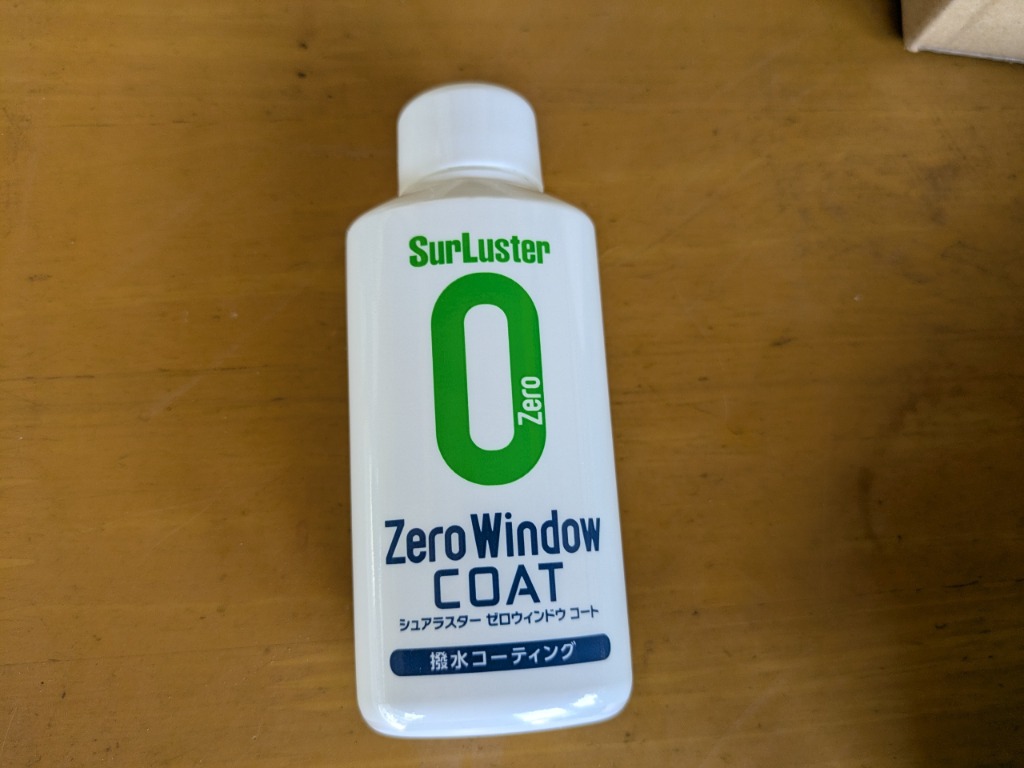 SurLuster
0
Zero
Zero Window
COAT
シュアラスター ゼロウィンドウ コート
撥水コーティング